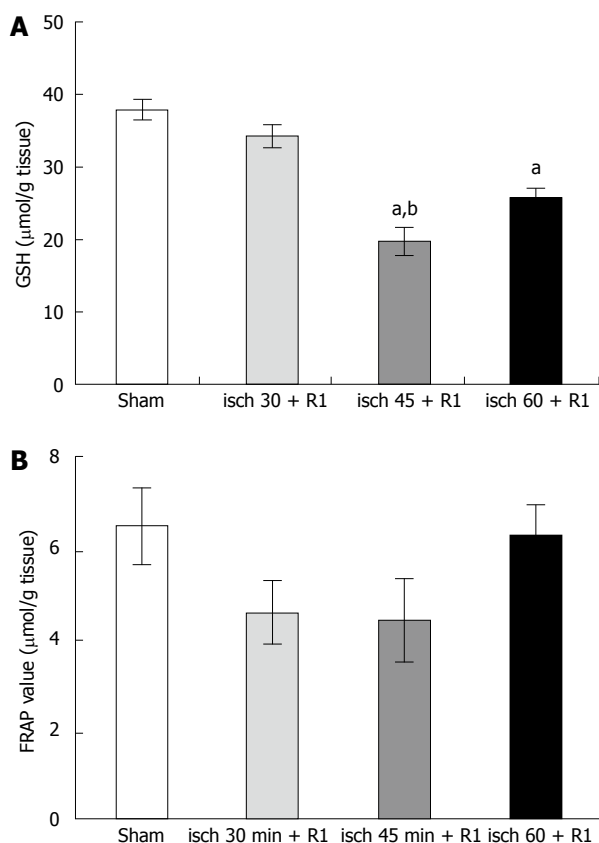 A
50
40
30
20
10
0
GSH (μmol/g tissue)
a,b
a
Sham
isch 30 + R1
isch 45 + R1
isch 60 + R1
B
8
6
4
2
0
FRAP value (μmol/g tissue)
Sham
isch 30 min + R1
isch 45 min + R1
isch 60 + R1